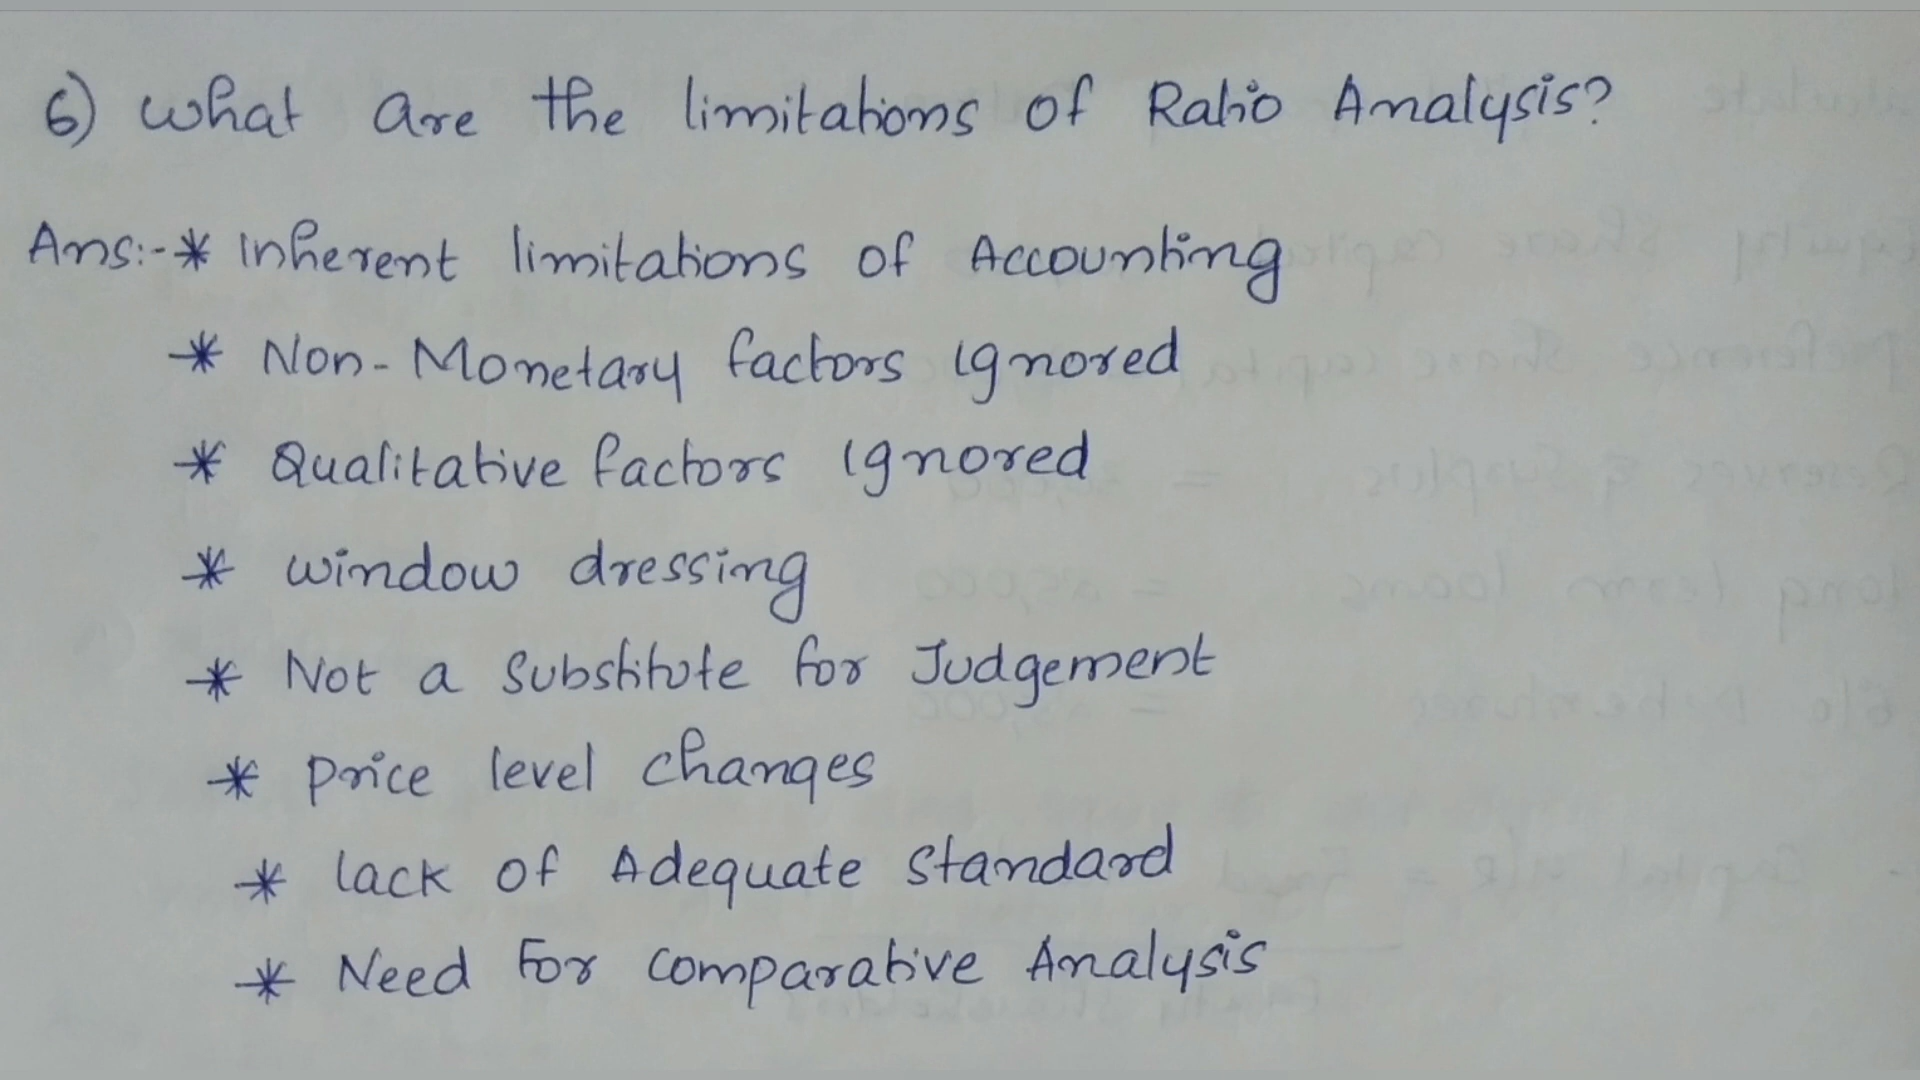 6) What are the limitations of Ratio Analysis?
Ans:-* Inherent limitations of Accounting
* Non-Monetary factors ignored
* Qualitative factors ignored
* window dressing
* Not a Substitute for Judgement
* Price level changes
* lack of Adequate standard
* Need For comparative Analysis